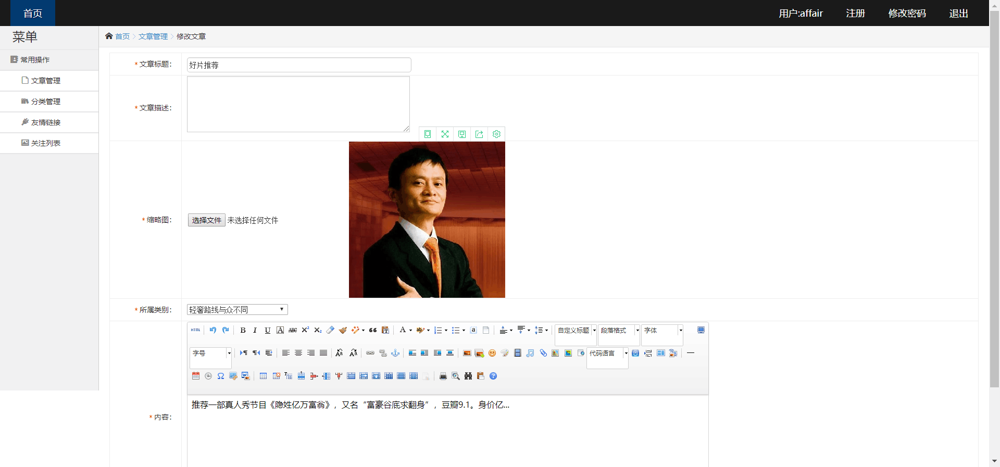 首页
用户:affair 注册 修改密码 退出
菜单
首页 文章管理 修改文章
常用操作
文章管理
分类管理
友情链接
关注列表
* 文章标题: 好片推荐
* 文章描述:
* 缩略图: 选择文件 未选择任何文件
* 所属类别: 轻奢路线与众不同
HTML B I U A ABC X² X₂ A ab a 自定义标题 段落格式 字体
字号 代码语言
* 内容:
推荐一部真人秀节目《隐姓亿万富翁》，又名“富豪谷底求翻身”，豆瓣9.1。身价亿...